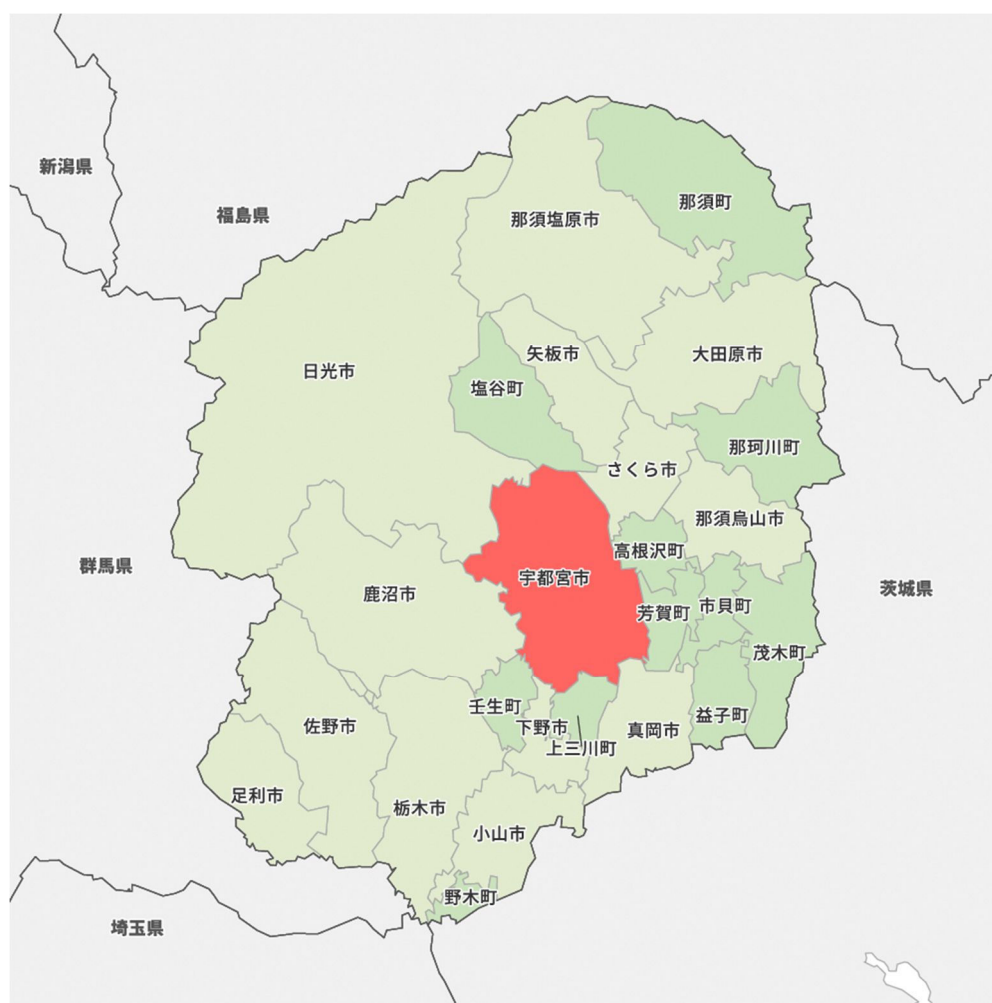 新潟県
福島県
那須町
那須塩原市
矢板市
大田原市
日光市
塩谷町
那珂川町
さくら市
那須烏山市
高根沢町
群馬県
宇都宮市
茨城県
鹿沼市
芳賀町
市貝町
茂木町
壬生町
益子町
佐野市
下野市
真岡市
上三川町
足利市
栃木市
小山市
野木町
埼玉県